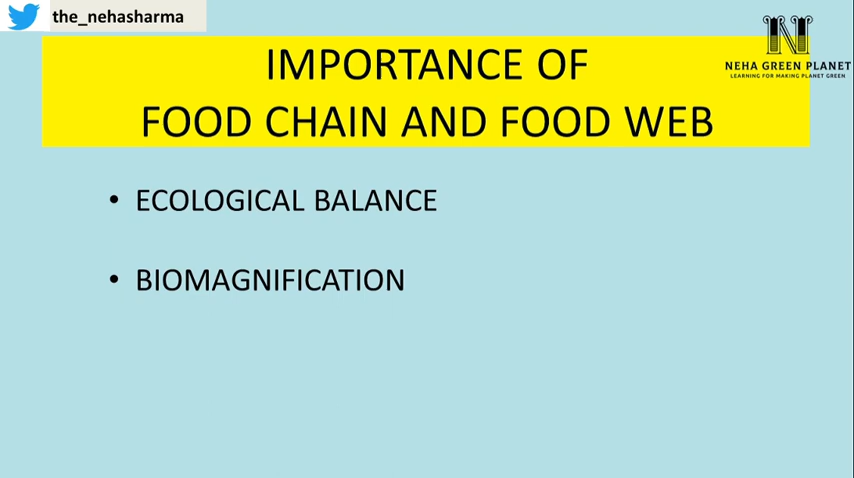 the_nehasharma
IMPORTANCE OF
FOOD CHAIN AND FOOD WEB
N
NEHA GREEN PLANET
LEARNING FOR MAKING PLANET GREEN
• ECOLOGICAL BALANCE
• BIOMAGNIFICATION